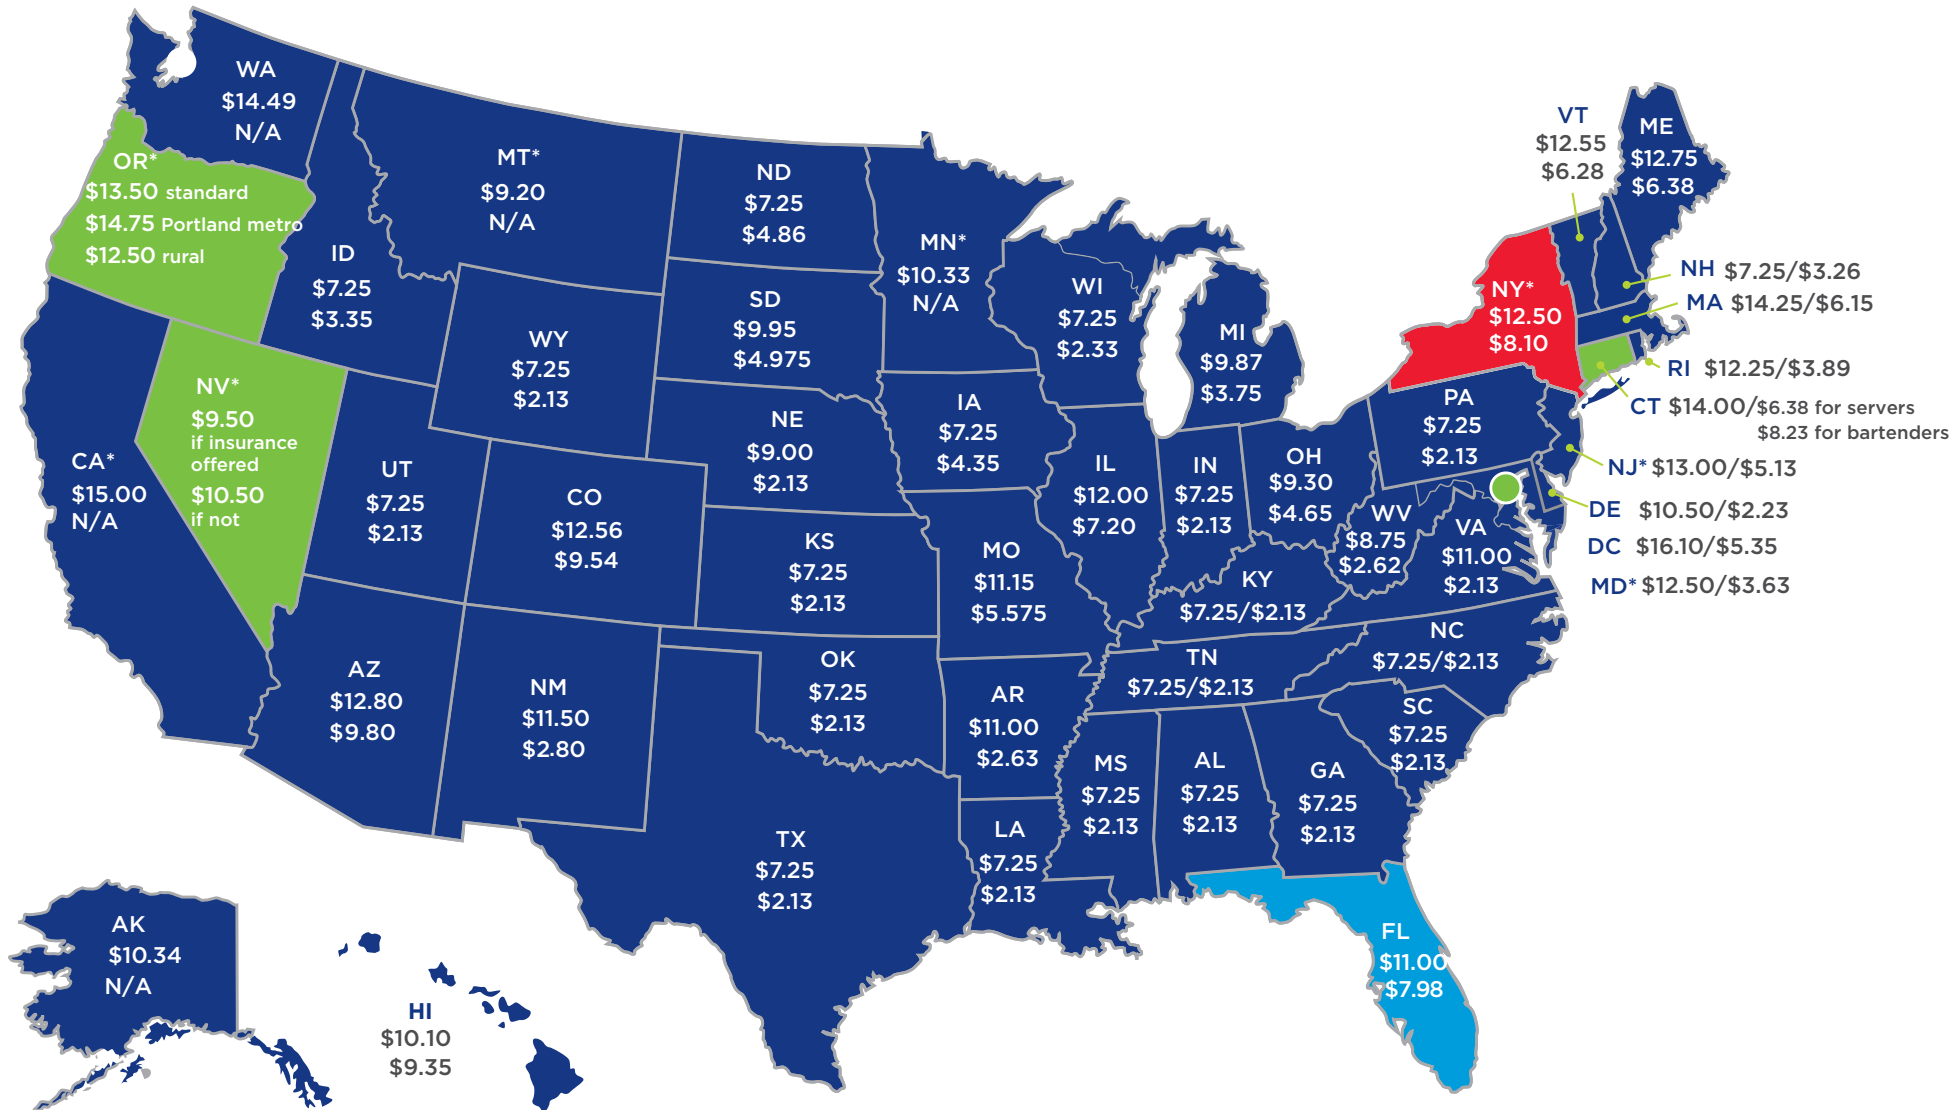 WA
$14.49
N/A
OR*
$13.50 standard
$14.75 Portland metro
$12.50 rural
MT*
$9.20
N/A
ID
$7.25
$3.35
ND
$7.25
$4.86
MN*
$10.33
N/A
SD
$9.95
$4.975
WI
$7.25
$2.33
MI
$9.87
$3.75
VT
$12.55
$6.28
ME
$12.75
$6.38
NY*
$12.50
$8.10
NH $7.25/$3.26
MA $14.25/$6.15
RI $12.25/$3.89
CT $14.00/$6.38 for servers
$8.23 for bartenders
NJ* $13.00/$5.13
DE $10.50/$2.23
DC $16.10/$5.35
MD* $12.50/$3.63
WY
$7.25
$2.13
NV*
$9.50
if insurance
offered
$10.50
if not
CA*
$15.00
N/A
UT
$7.25
$2.13
CO
$12.56
$9.54
NE
$9.00
$2.13
IA
$7.25
$4.35
IL
$12.00
$7.20
IN
$7.25
$2.13
OH
$9.30
$4.65
PA
$7.25
$2.13
WV
$8.75
$2.62
VA
$11.00
$2.13
KS
$7.25
$2.13
MO
$11.15
$5.575
KY
$7.25/$2.13
NC
$7.25/$2.13
TN
$7.25/$2.13
AZ
$12.80
$9.80
NM
$11.50
$2.80
OK
$7.25
$2.13
AR
$11.00
$2.63
SC
$7.25
$2.13
MS
$7.25
$2.13
AL
$7.25
$2.13
GA
$7.25
$2.13
TX
$7.25
$2.13
LA
$7.25
$2.13
FL
$11.00
$7.98
AK
$10.34
N/A
HI
$10.10
$9.35